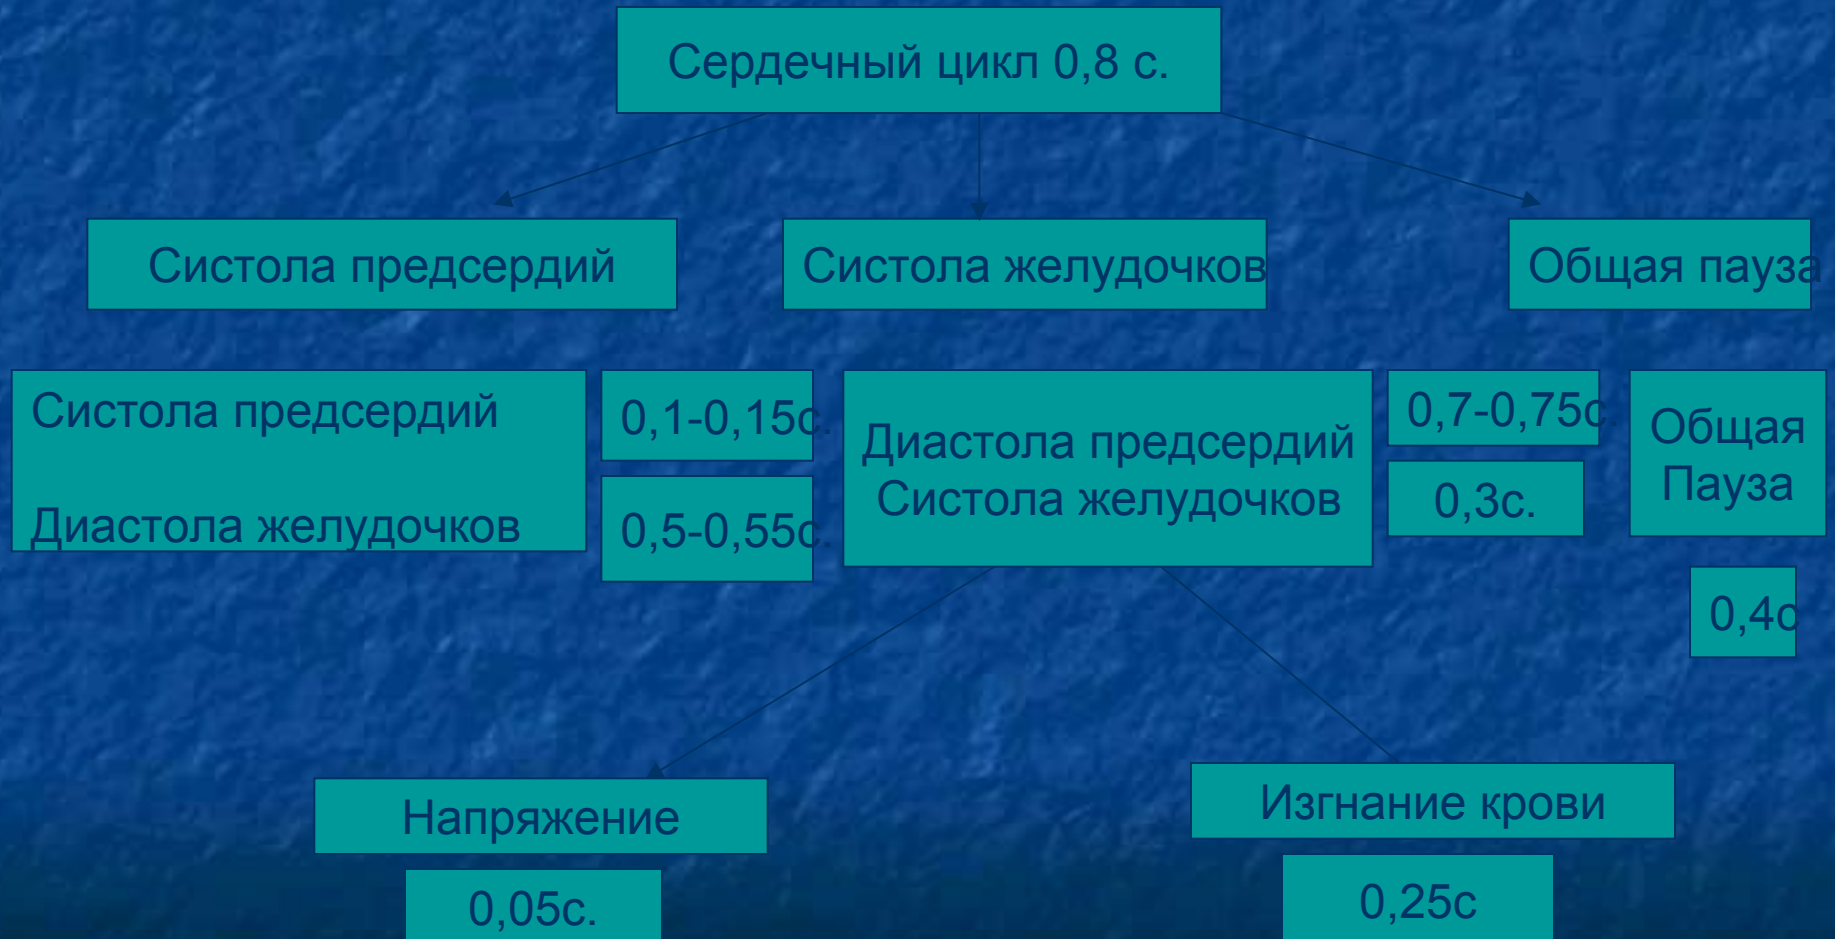 Сердечный цикл 0,8 с.
Систола предсердий
Систола желудочков
Общая пауза
Систола предсердий
Диастола желудочков
0,1-0,15с.
0,5-0,55с.
Диастола предсердий
Систола желудочков
0,7-0,75с.
0,3с.
Общая
Пауза
0,4с
Напряжение
0,05с.
Изгнание крови
0,25с